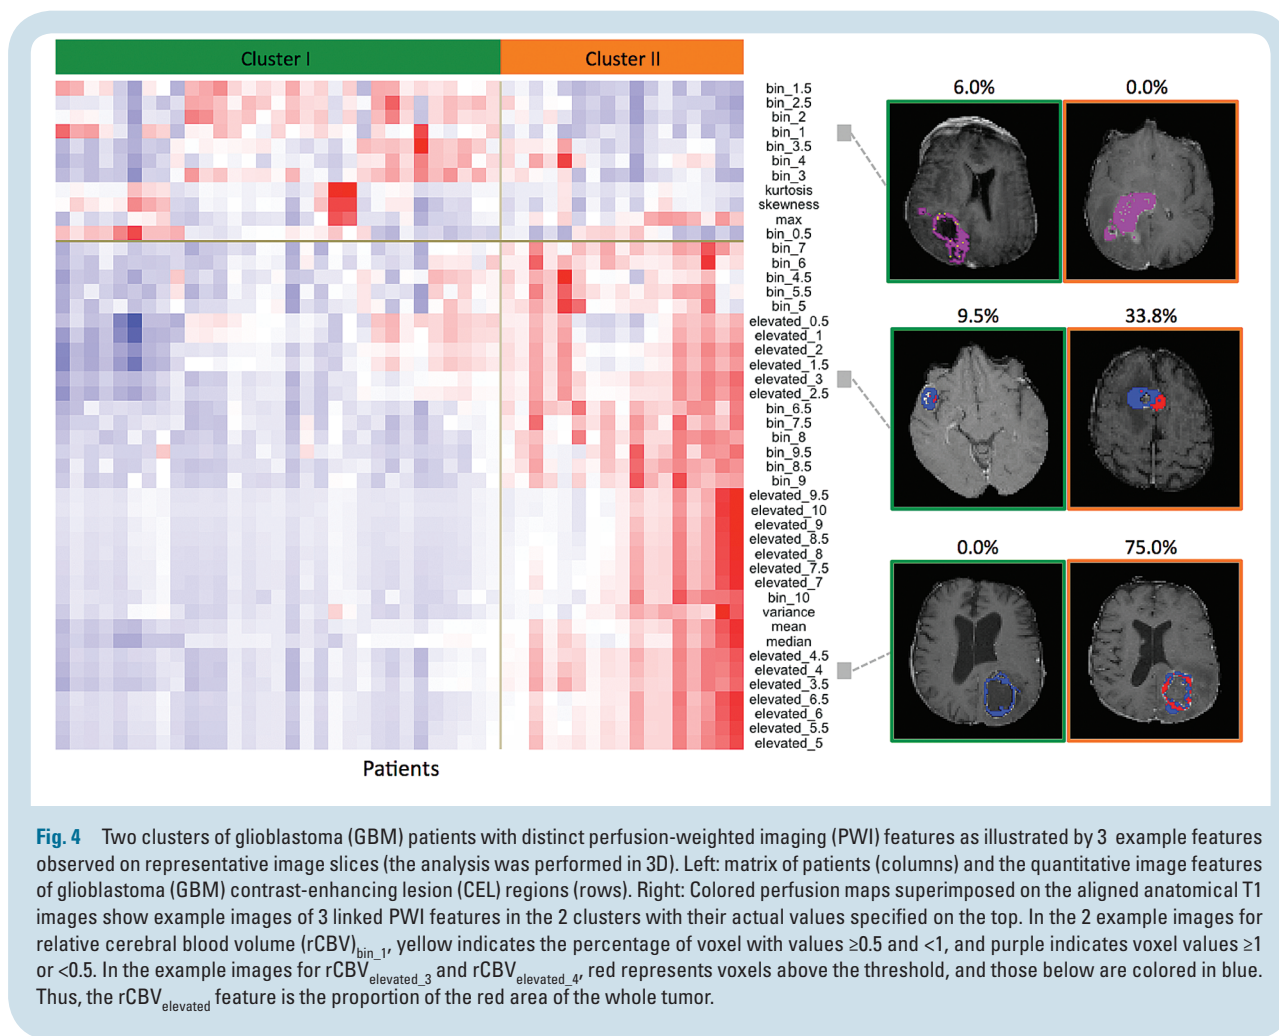 Cluster I
Cluster II
bin_1.5
bin_2.5
bin_2
bin_1
bin_3.5
bin_4
bin_3
kurtosis
skewness
max
bin_0.5
bin_7
bin_6
bin_4.5
bin_5.5
bin_5
elevated_0.5
elevated_1
elevated_2
elevated_1.5
elevated_3
elevated_2.5
bin_6.5
bin_7.5
bin_8
bin_9.5
bin_8.5
bin_9
elevated_9.5
elevated_10
elevated_9
elevated_8.5
elevated_8
elevated_7.5
elevated_7
bin_10
variance
mean
median
elevated_4.5
elevated_4
elevated_3.5
elevated_6.5
elevated_6
elevated_5.5
elevated_5
Patients
6.0%
0.0%
9.5%
33.8%
0.0%
75.0%
Fig. 4 Two clusters of glioblastoma (GBM) patients with distinct perfusion-weighted imaging (PWI) features as illustrated by 3 example features
observed on representative image slices (the analysis was performed in 3D). Left: matrix of patients (columns) and the quantitative image features
of glioblastoma (GBM) contrast-enhancing lesion (CEL) regions (rows). Right: Colored perfusion maps superimposed on the aligned anatomical T1
images show example images of 3 linked PWI features in the 2 clusters with their actual values specified on the top. In the 2 example images for
relative cerebral blood volume (rCBV)bin_1, yellow indicates the percentage of voxel with values ≥0.5 and <1, and purple indicates voxel values ≥1
or <0.5. In the example images for rCBVelevated_3 and rCBVelevated_4, red represents voxels above the threshold, and those below are colored in blue.
Thus, the rCBVelevated feature is the proportion of the red area of the whole tumor.